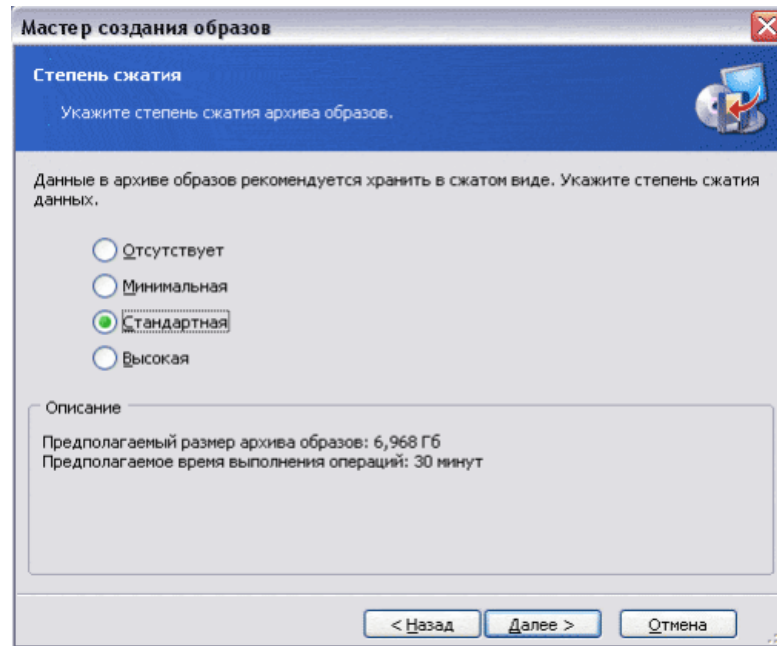 Мастер создания образов
Степень сжатия
Укажите степень сжатия архива образов.
Данные в архиве образов рекомендуется хранить в сжатом виде. Укажите степень сжатия
данных.
Отсутствует
Минимальная
Стандартная
Высокая
Описание
Предполагаемый размер архива образов: 6,968 Гб
Предполагаемое время выполнения операций: 30 минут
< Назад Далее > Отмена